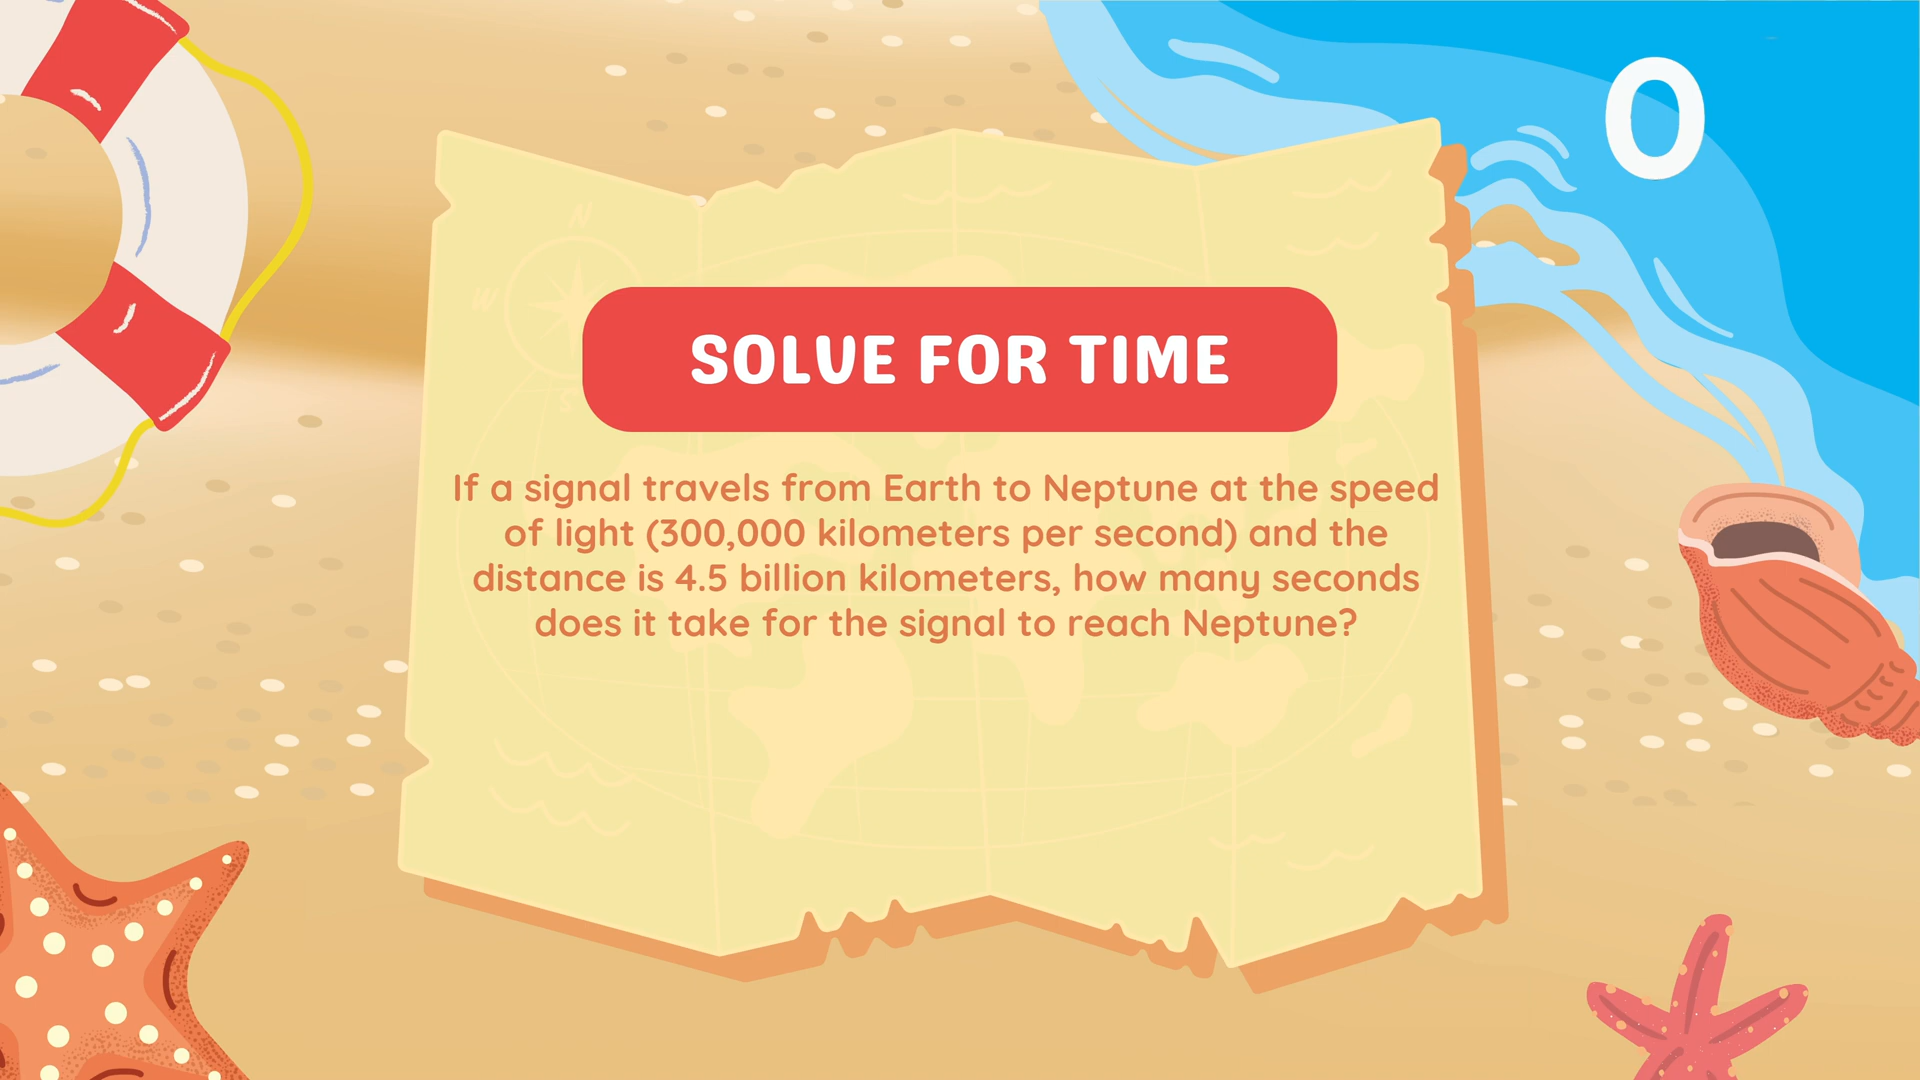 0
N
W
S
SOLVE FOR TIME
If a signal travels from Earth to Neptune at the speed
of light (300,000 kilometers per second) and the
distance is 4.5 billion kilometers, how many seconds
does it take for the signal to reach Neptune?